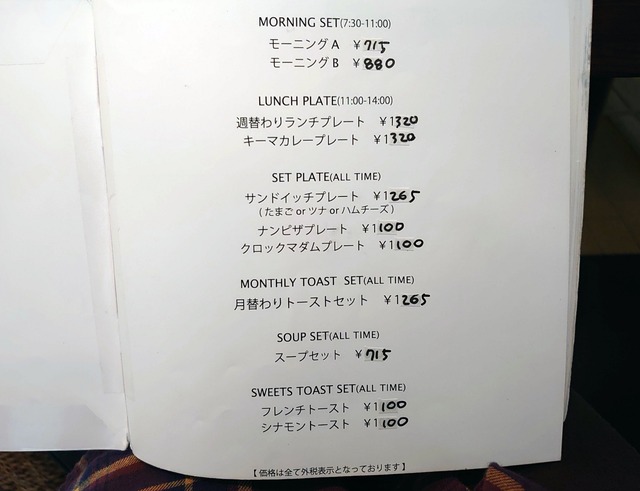 MORNING SET(7:30-11:00)
モーニングA ¥715
モーニングB ¥880
LUNCH PLATE(11:00-14:00)
週替わりランチプレート ¥1320
キーマカレープレート ¥1320
SET PLATE(ALL TIME)
サンドイッチプレート ¥1265
(たまご or ツナ or ハムチーズ)
ナンピザプレート ¥1100
クロックマダムプレート ¥1100
MONTHLY TOAST SET(ALL TIME)
月替わりトーストセット ¥1265
SOUP SET(ALL TIME)
スープセット ¥715
SWEETS TOAST SET(ALL TIME)
フレンチトースト ¥1100
シナモントースト ¥1100
【価格は全て外税表示となっております】